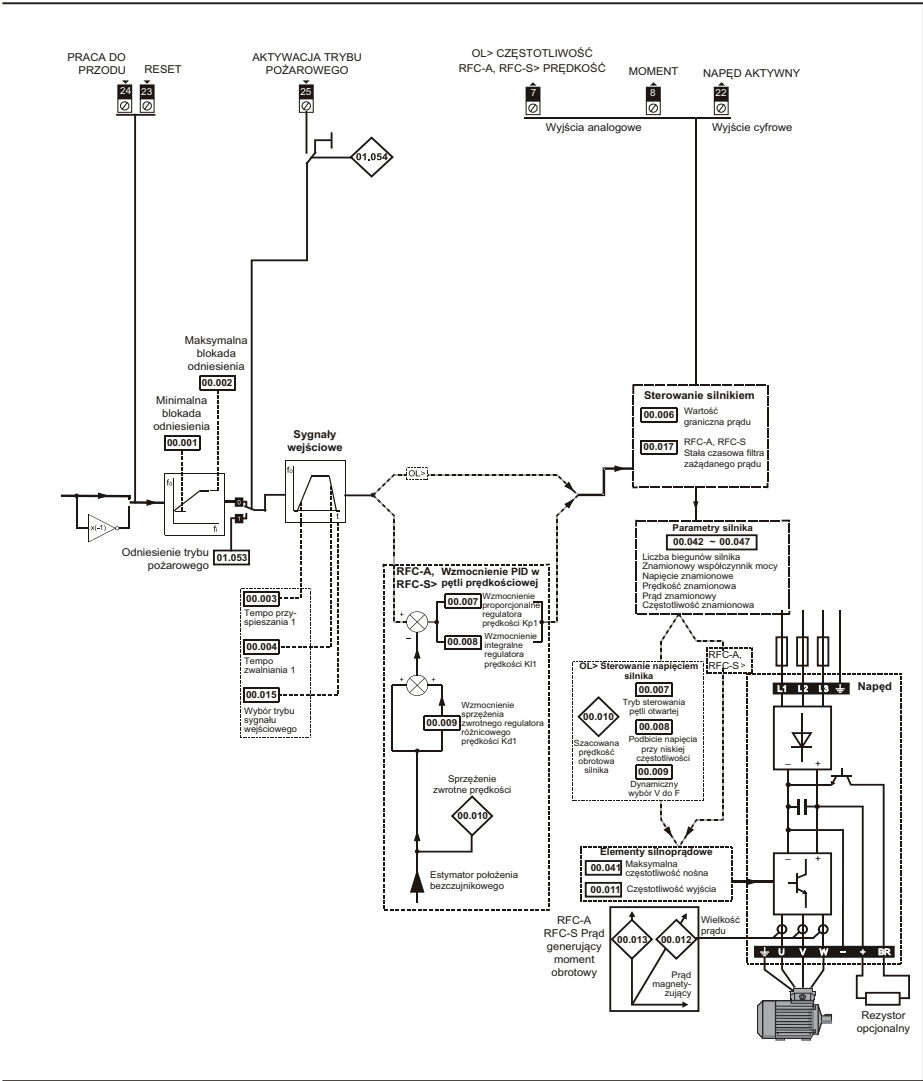 PRACA DO
PRZODU
RESET
24
23
AKTYWACJA TRYBU
POŻAROWEGO
25
01.054
OL> CZĘSTOTLIWOŚĆ
RFC-A, RFC-S> PRĘDKOŚĆ
MOMENT
NAPĘD AKTYWNY
7
8
22
Wyjścia analogowe
Wyjście cyfrowe
Maksymalna
blokada
odniesienia
00.002
Minimalna
blokada
odniesienia
00.001
x(-1)
0
1
Odniesienie trybu
pożarowego
01.053
Sygnały
wejściowe
t
00.003
Tempo przy-
spieszania 1
00.004
Tempo
zwalniania 1
00.015
Wybór trybu
sygnału
wejściowego
OL>
RFC-A,
RFC-S>
Wzmocnienie PID w
pętli prędkościowej
00.007
Wzmocnienie
proporcjonalne
regulatora
prędkości Kp1
00.008
Wzmocnienie
integralne
regulatora
prędkości Kl1
+
–
+
+
00.009
Wzmocnienie
sprzężenia
zwrotnego regulatora
różnicowego
prędkości Kd1
Sprzężenie
zwrotne prędkości
00.010
Estymator położenia
bezczujnikowego
Sterowanie silnikiem
00.006
Wartość
graniczna prądu
00.017
RFC-A, RFC-S
Stała czasowa filtra
zażądanego prądu
Parametry silnika
00.042 ~ 00.047
Liczba biegunów silnika
Znamionowy współczynnik mocy
Napięcie znamionowe
Prędkość znamionowa
Prąd znamionowy
Częstotliwość znamionowa
RFC-A,
RFC-S >
OL> Sterowanie napięciem
silnika
00.007
Tryb sterowania
pętli otwartej
00.010
Szacowana
prędkość
obrotowa
silnika
00.008
Podbicie napięcia
przy niskiej
częstotliwości
00.009
Dynamiczny
wybór V do F
Elementy silnoprądowe
00.041
Maksymalna
częstotliwość nośna
00.011
Częstotliwość wyjścia
RFC-A
RFC-S Prąd
generujący
moment
obrotowy
00.013
00.012
Prąd
magnety-
zujący
Wielkość
prądu
L1 L2 L3
Napęd
– +
– +
U V W – + BR
Rezystor
opcjonalny